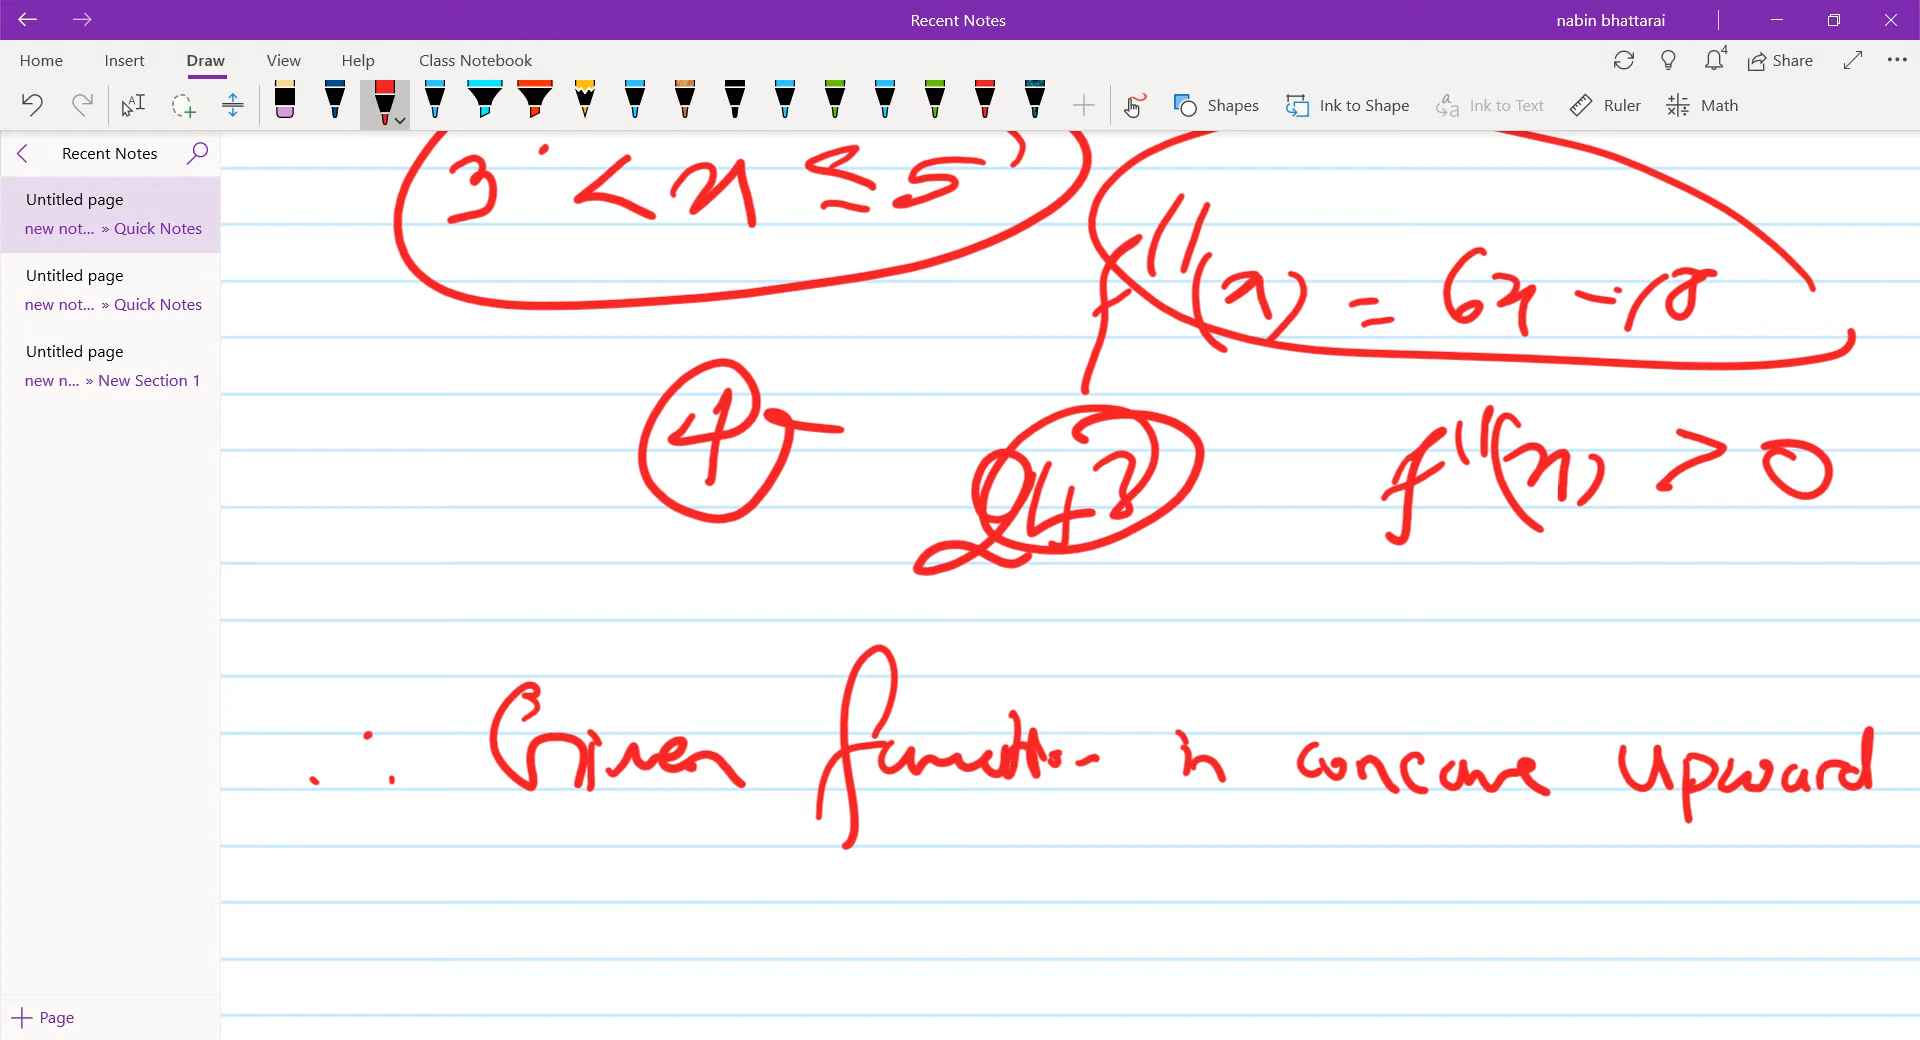 Recent Notes
nabin bhattarai
Home Insert Draw View Help Class Notebook
4
Share
Shapes Ink to Shape Ink to Text Ruler Math
Recent Notes
Untitled page
new not... » Quick Notes
Untitled page
new not... » Quick Notes
Untitled page
new n... » New Section 1
Page
3 < x ≤ 5
f''(x) = 6x - 18
4
f''(x) > 0
∴ Given function is concave upward